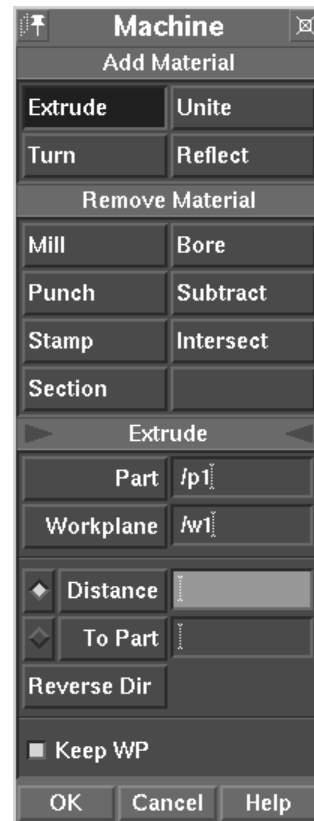 Machine
Add Material
Extrude Unite
Turn Reflect
Remove Material
Mill Bore
Punch Subtract
Stamp Intersect
Section
Extrude
Part /p1
Workplane /w1
Distance
To Part
Reverse Dir
Keep WP
OK Cancel Help